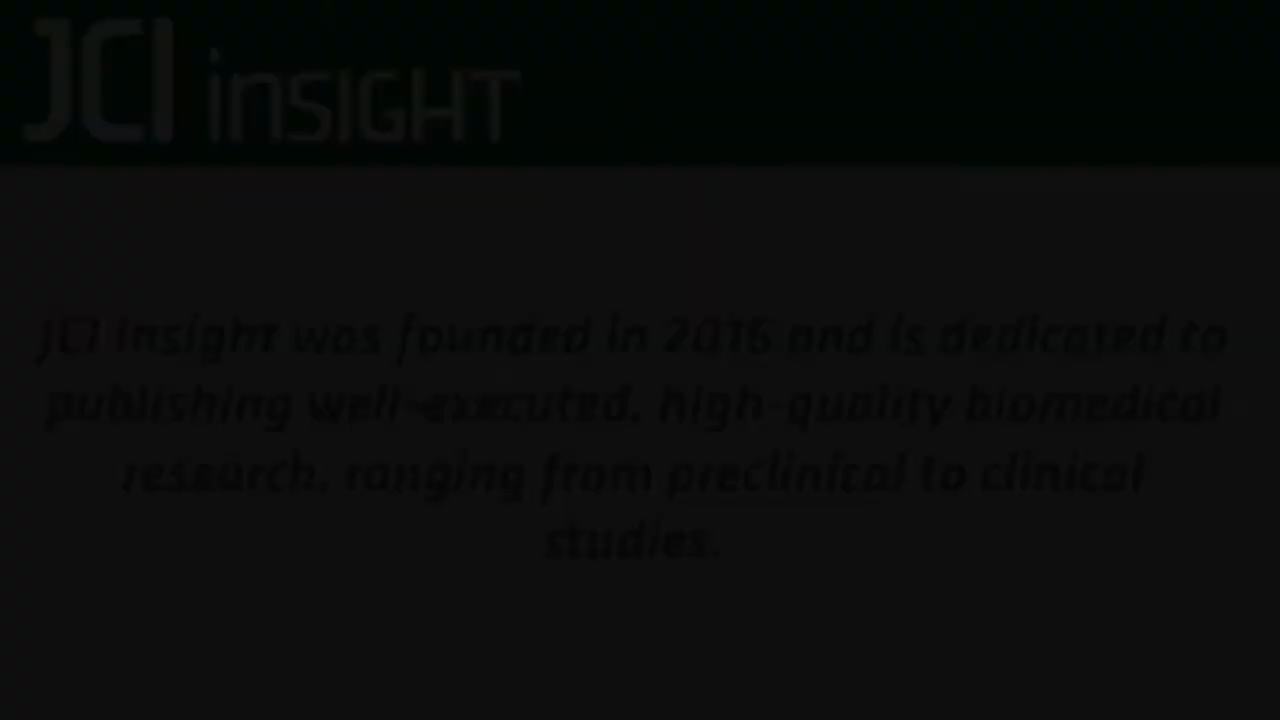 JCI insight
JCI Insight was founded in 2016 and is dedicated to
publishing well-executed, high-quality biomedical
research, ranging from preclinical to clinical
studies.